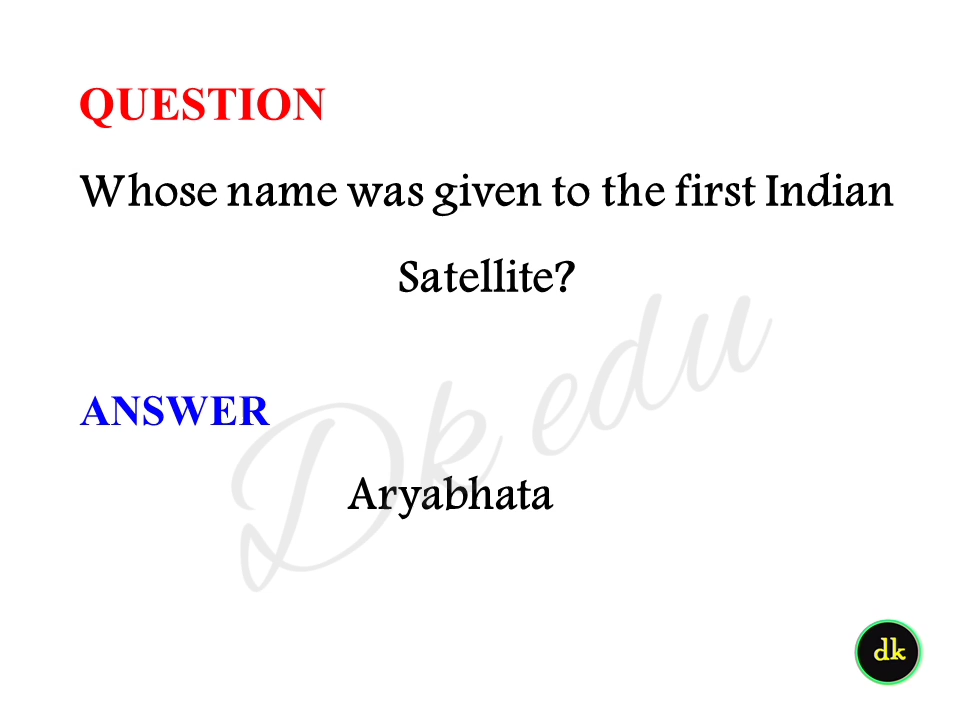 QUESTION
Whose name was given to the first Indian
Satellite?
Dk edu
ANSWER
Aryabhata
dk